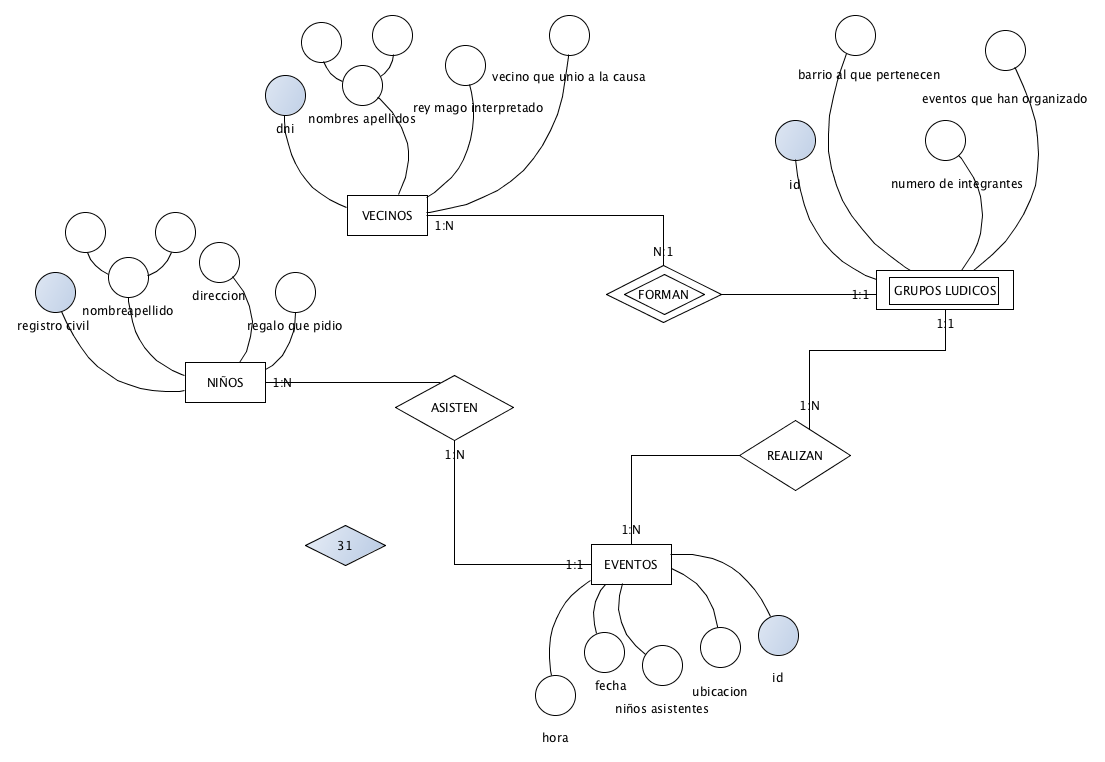 vecino que unio a la causa
barrio al que pertenecen
eventos que han organizado
rey mago interpretado
nombres apellidos
dni
id
numero de integrantes
VECINOS
1:N
N:1
FORMAN
1:1
GRUPOS LUDICOS
1:1
direccion
nombreapellido
registro civil
regalo que pidio
NIÑOS
1:N
ASISTEN
1:N
1:N
REALIZAN
31
1:N
1:1
EVENTOS
fecha
niños asistentes
ubicacion
id
hora